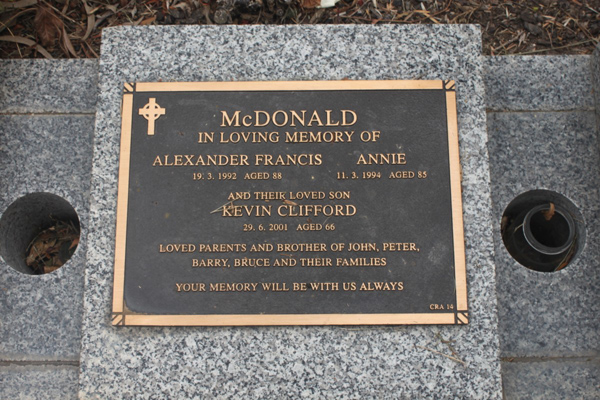 McDONALD
IN LOVING MEMORY OF
ALEXANDER FRANCIS ANNIE
19. 3. 1992 AGED 88 11. 3. 1994 AGED 85
AND THEIR LOVED SON
KEVIN CLIFFORD
29. 6. 2001 AGED 66
LOVED PARENTS AND BROTHER OF JOHN, PETER,
BARRY, BRUCE AND THEIR FAMILIES
YOUR MEMORY WILL BE WITH US ALWAYS
CRA 14